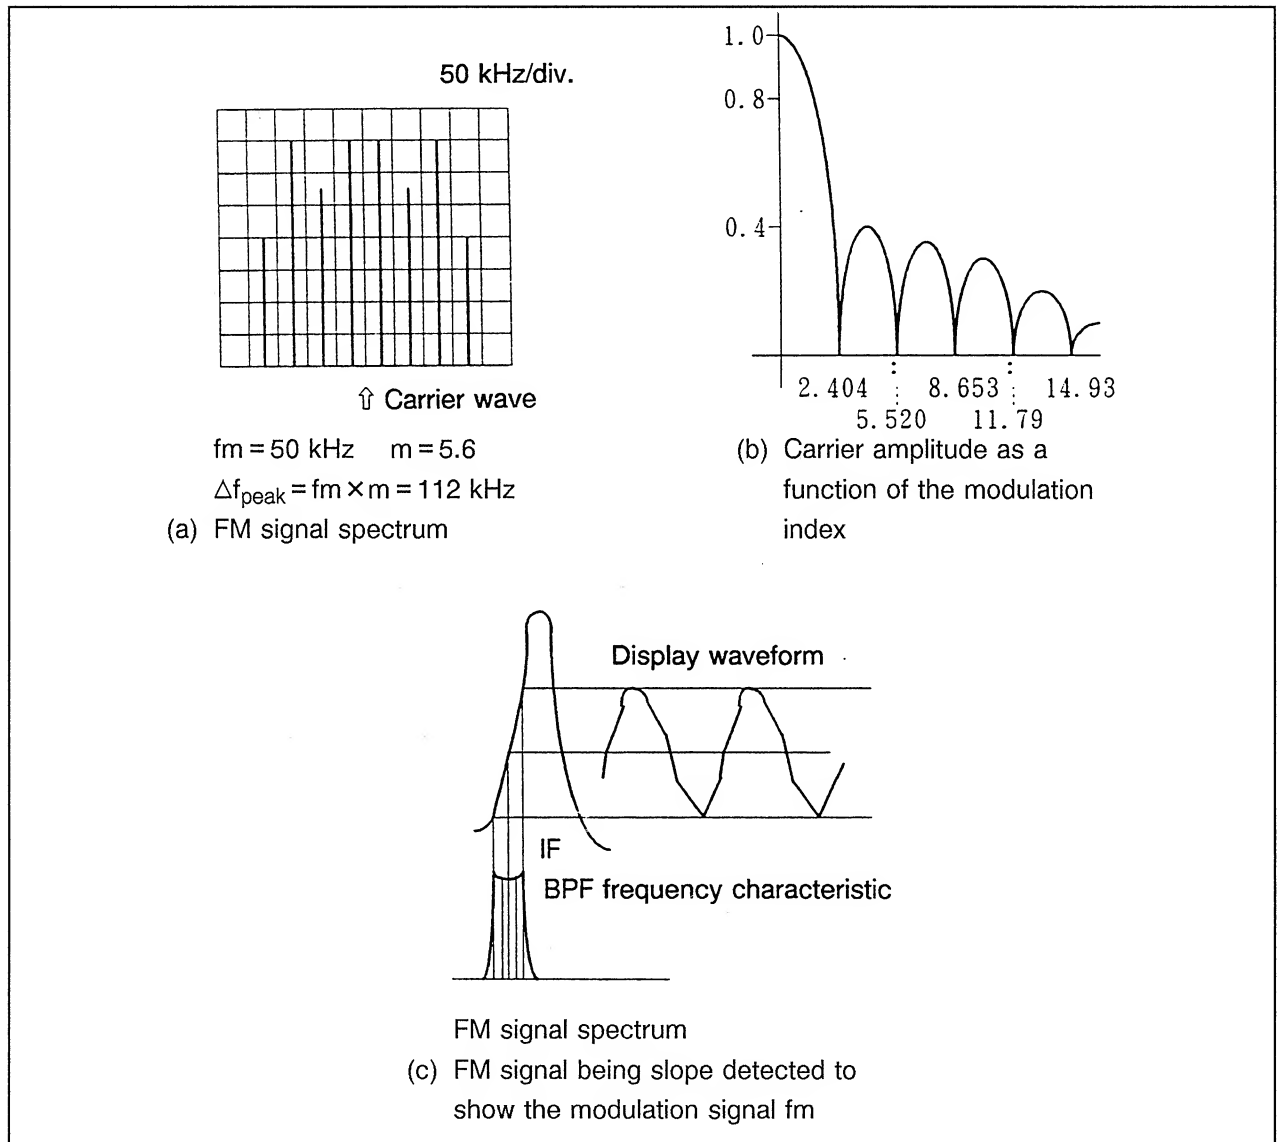 50 kHz/div.
⇧ Carrier wave
fm = 50 kHz m = 5.6
Δfpeak = fm × m = 112 kHz
(a) FM signal spectrum
1.0
0.8
0.4
2.404 8.653 14.93
5.520 11.79
(b) Carrier amplitude as a
function of the modulation
index
Display waveform
IF
BPF frequency characteristic
FM signal spectrum
(c) FM signal being slope detected to
show the modulation signal fm